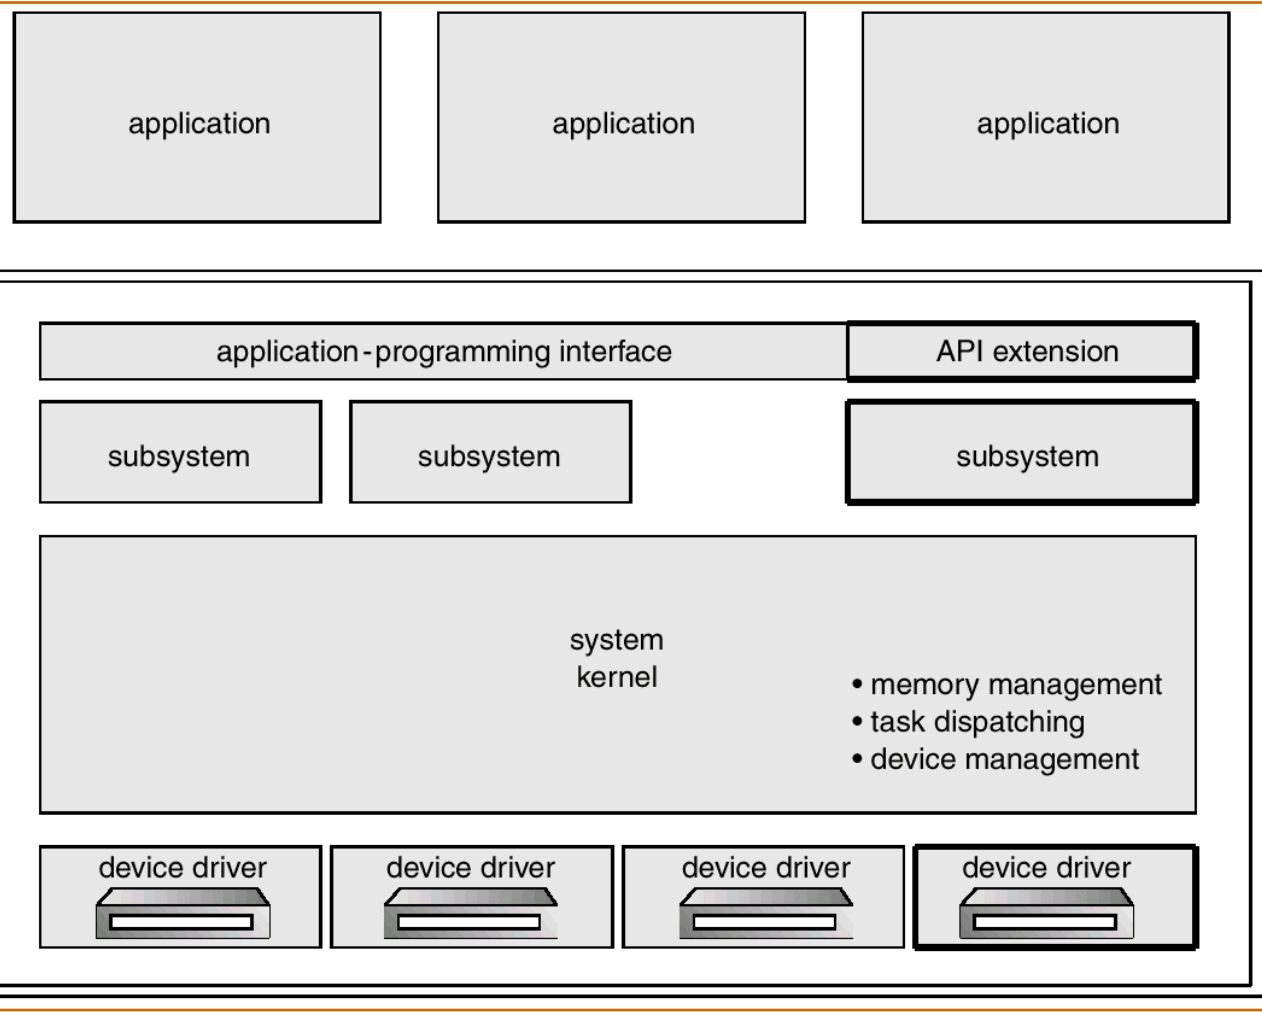 application
application
application
application-programming interface
API extension
subsystem
subsystem
subsystem
system
kernel
• memory management
• task dispatching
• device management
device driver
device driver
device driver
device driver